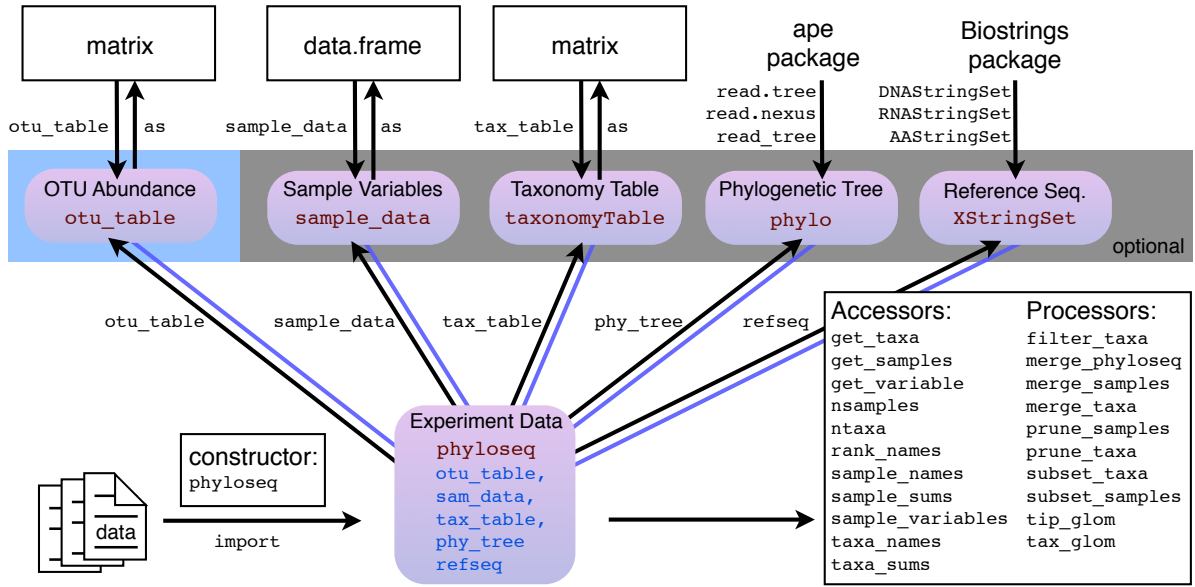 matrix
data.frame
matrix
ape
package
Biostrings
package
otu_table
as
sample_data
as
tax_table
as
read.tree
read.nexus
read_tree
DNAStringSet
RNAStringSet
AAStringSet
OTU Abundance
otu_table
Sample Variables
sample_data
Taxonomy Table
taxonomyTable
Phylogenetic Tree
phylo
Reference Seq.
XStringSet
optional
otu_table
sample_data
tax_table
phy_tree
refseq
data
constructor:
phyloseq
import
Experiment Data
phyloseq
otu_table,
sam_data,
tax_table,
phy_tree
refseq
Accessors:
get_taxa
get_samples
get_variable
nsamples
ntaxa
rank_names
sample_names
sample_sums
sample_variables
taxa_names
taxa_sums
Processors:
filter_taxa
merge_phyloseq
merge_samples
merge_taxa
prune_samples
prune_taxa
subset_taxa
subset_samples
tip_glom
tax_glom